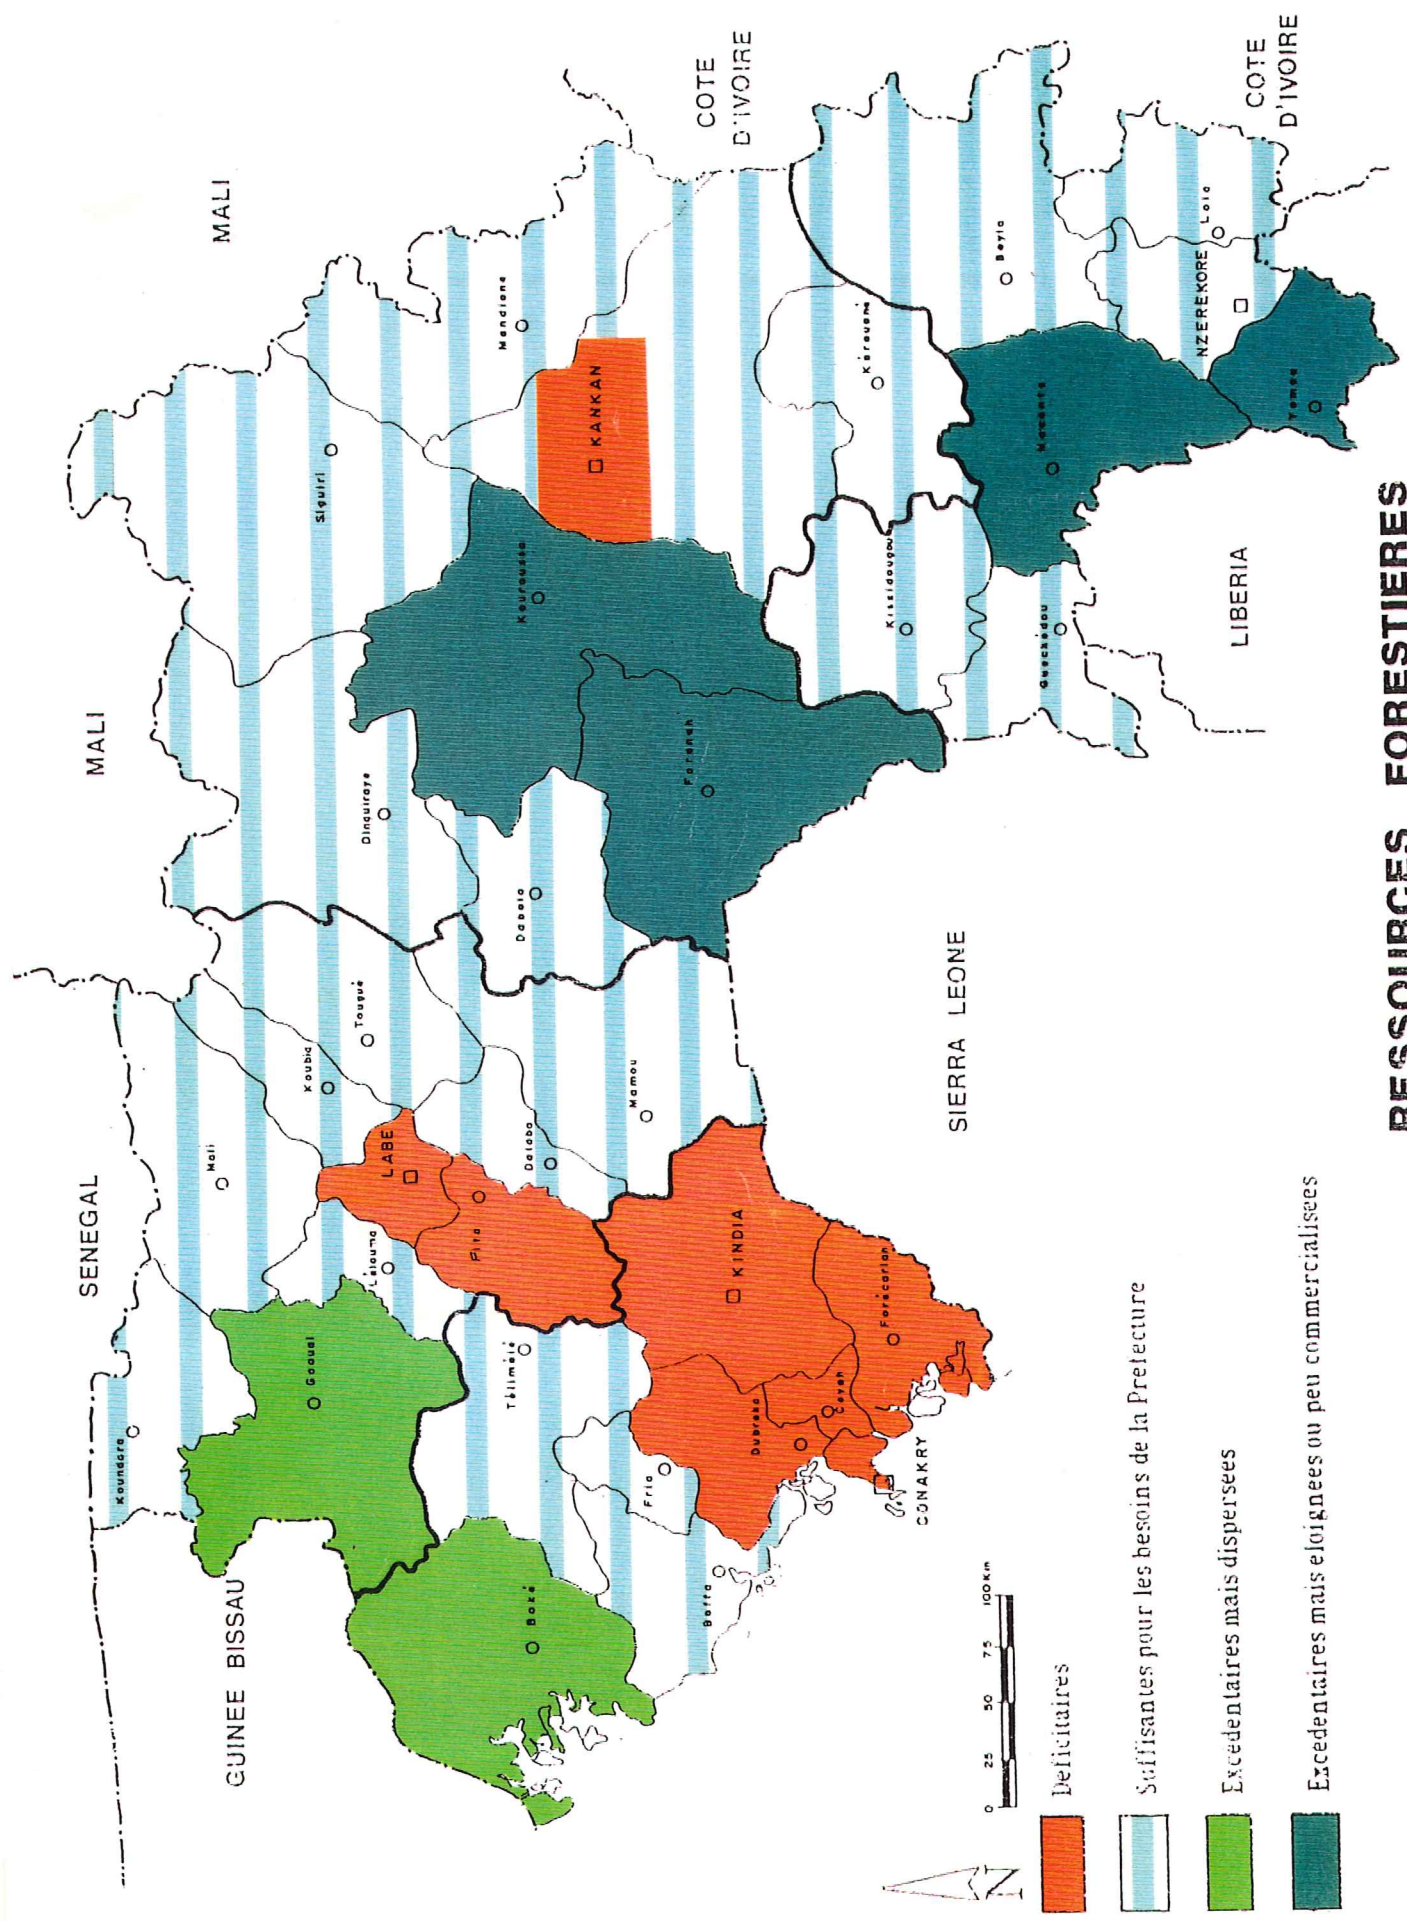 GUINEE BISSAU
SENEGAL
MALI
MALI
COTE
D'IVOIRE
COTE
D'IVOIRE
LIBERIA
SIERRA LEONE
Koundara
Gaoual
Mali
Koubia
Tougué
LABE
Lélouma
Pita
Dalaba
Mamou
Télimélé
Boké
Fria
Boffa
Dubreka
Coyah
CONAKRY
KINDIA
Forécariah
Dinguiraye
Dabola
Faranah
Siguiri
Kouroussa
Mandiana
KANKAN
Kérouané
Kissidougou
Guéckédou
Macenta
Beyla
NZEREKORE
Lola
Yomou
0 25 50 75 100 Km
N
Deficitaires
Suffisantes pour les besoins de la Prefecure
Excedentaires mais dispersees
Excedentaires mais eloignees ou peu commercialisees
RESSOURCES FORESTIERES